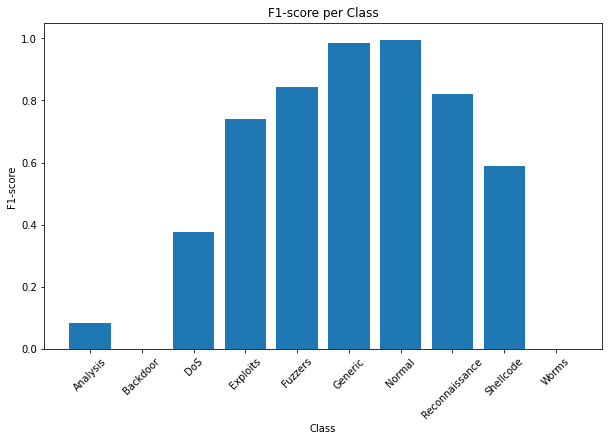 F1-score per Class
F1-score
1.0
0.8
0.6
0.4
0.2
0.0
Analysis
Backdoor
DoS
Exploits
Fuzzers
Generic
Normal
Reconnaissance
Shellcode
Worms
Class